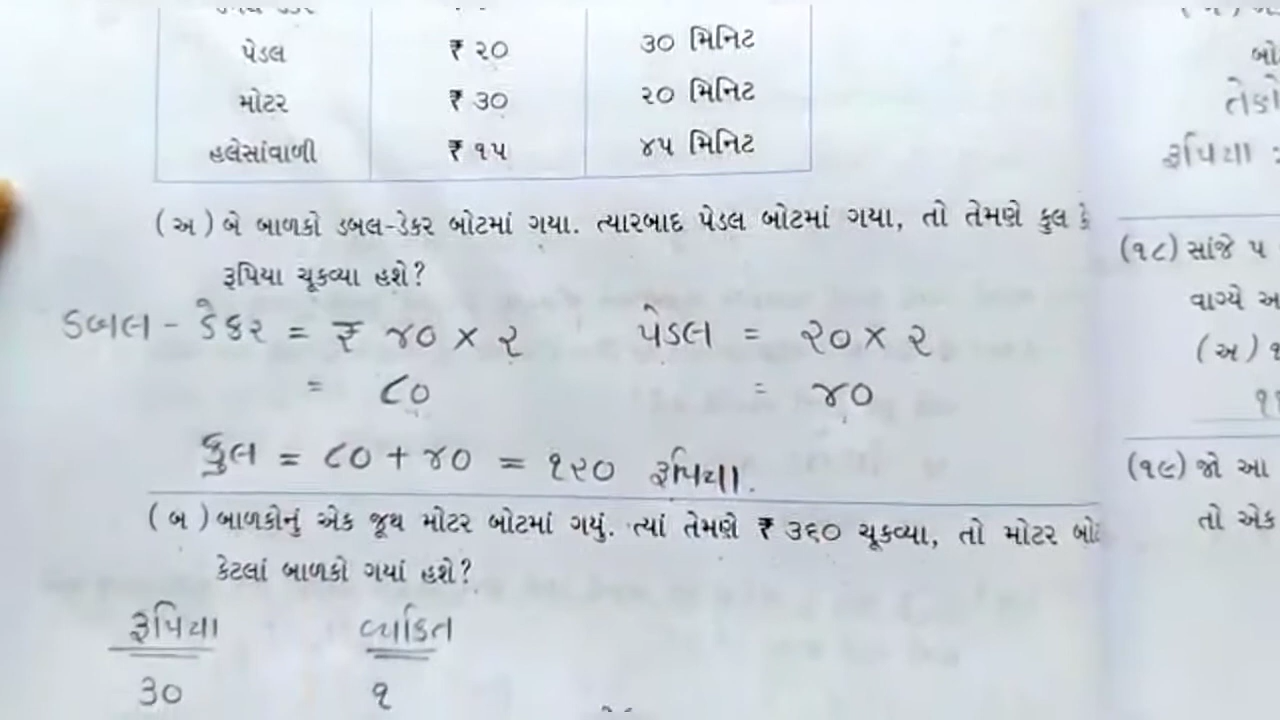 પેડલ ₹ ૨૦ ૩૦ મિનિટ
મોટર ₹ ૩૦ ૨૦ મિનિટ
હલેસાંવાળી ₹ ૧૫ ૪૫ મિનિટ
(અ) બે બાળકો ડબલ-ડેકર બોટમાં ગયા. ત્યારબાદ પેડલ બોટમાં ગયા, તો તેમણે કુલ કે
રૂપિયા ચૂકવ્યા હશે?
ડબલ - ડેકર = ₹ ૪૦ × ૨ પેડલ = ૨૦ × ૨
= ૮૦ = ૪૦
કુલ = ૮૦ + ૪૦ = ૧૨૦ રૂપિયા.
(બ) બાળકોનું એક જૂથ મોટર બોટમાં ગયું. ત્યાં તેમણે ₹ ૩૬૦ ચૂકવ્યા, તો મોટર બો
કેટલાં બાળકો ગયાં હશે?
રૂપિયા વ્યકિત
૩૦ ૧
બો
તેઓ
રૂપિયા
(૧૮) સાંજે ૫
વાગ્યે અ
(અ) ૧
૧૧
(૧૯) જો આ
તો એક